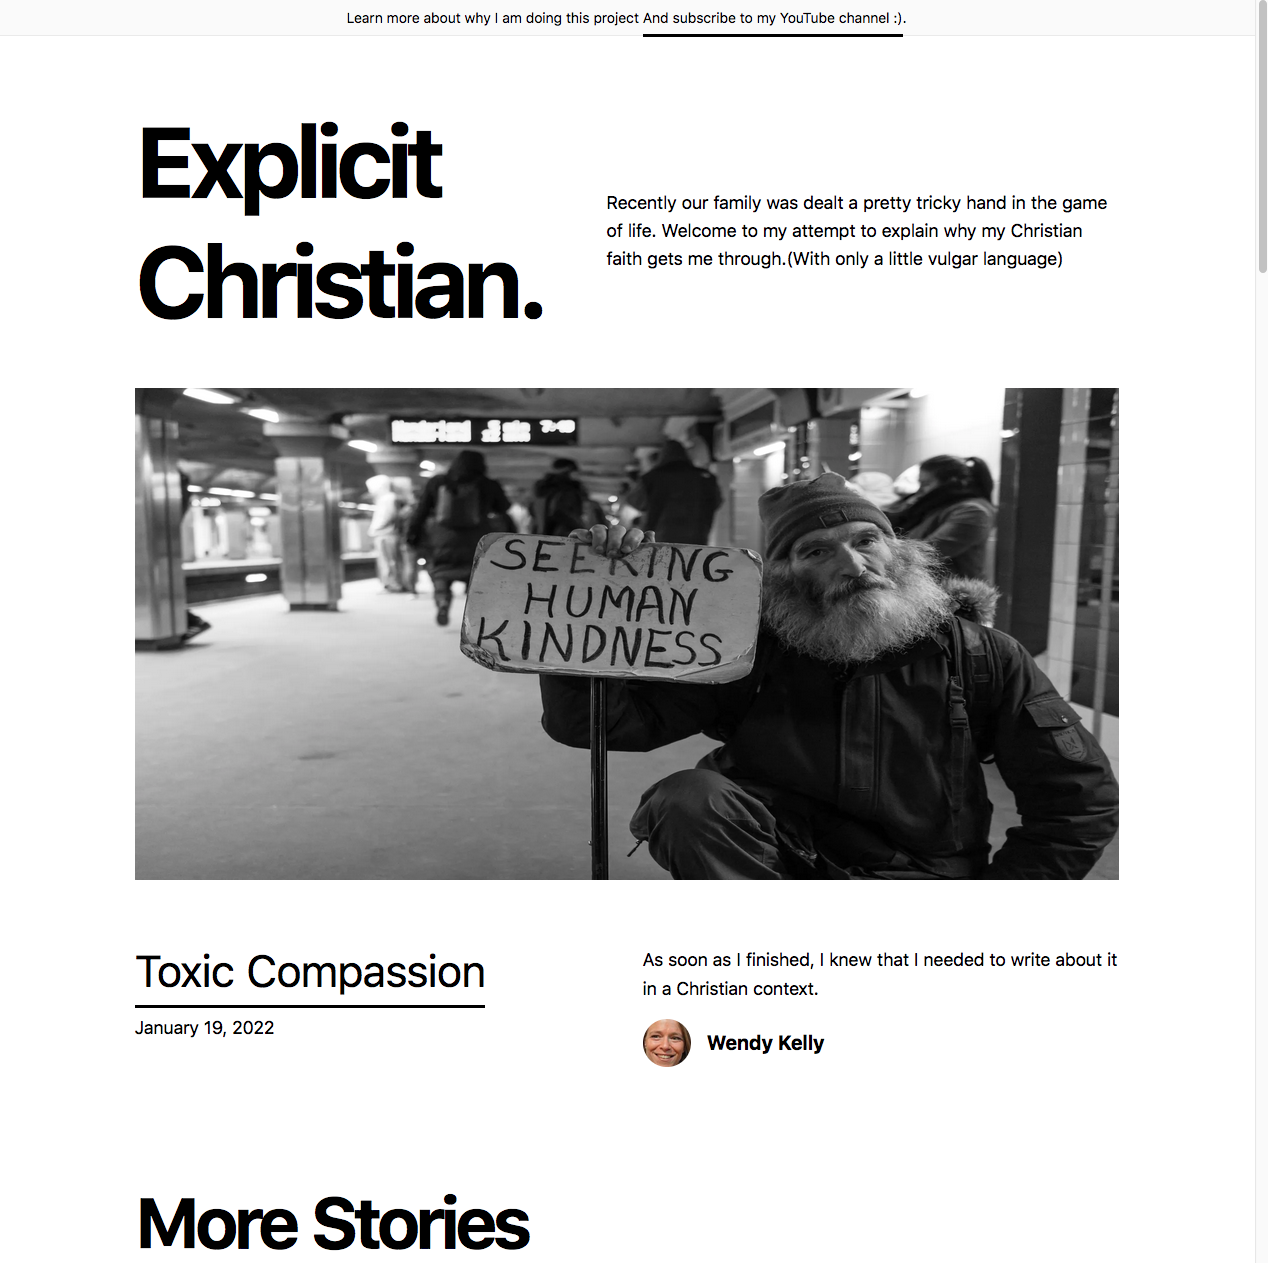 Learn more about why I am doing this project And subscribe to my YouTube channel :).
Explicit
Christian.
Recently our family was dealt a pretty tricky hand in the game
of life. Welcome to my attempt to explain why my Christian
faith gets me through.(With only a little vulgar language)
SEEKING
HUMAN
KINDNESS
Toxic Compassion
January 19, 2022
As soon as I finished, I knew that I needed to write about it
in a Christian context.
Wendy Kelly
More Stories